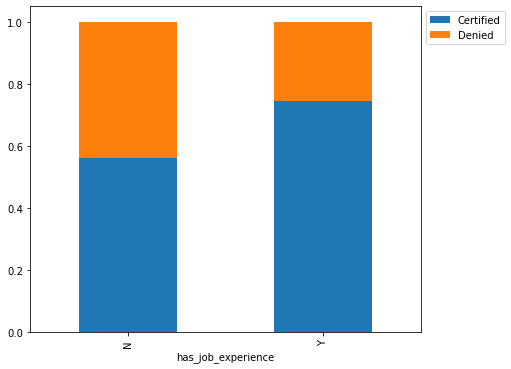 1.0
0.8
0.6
0.4
0.2
0.0
N
Y
has_job_experience
Certified
Denied